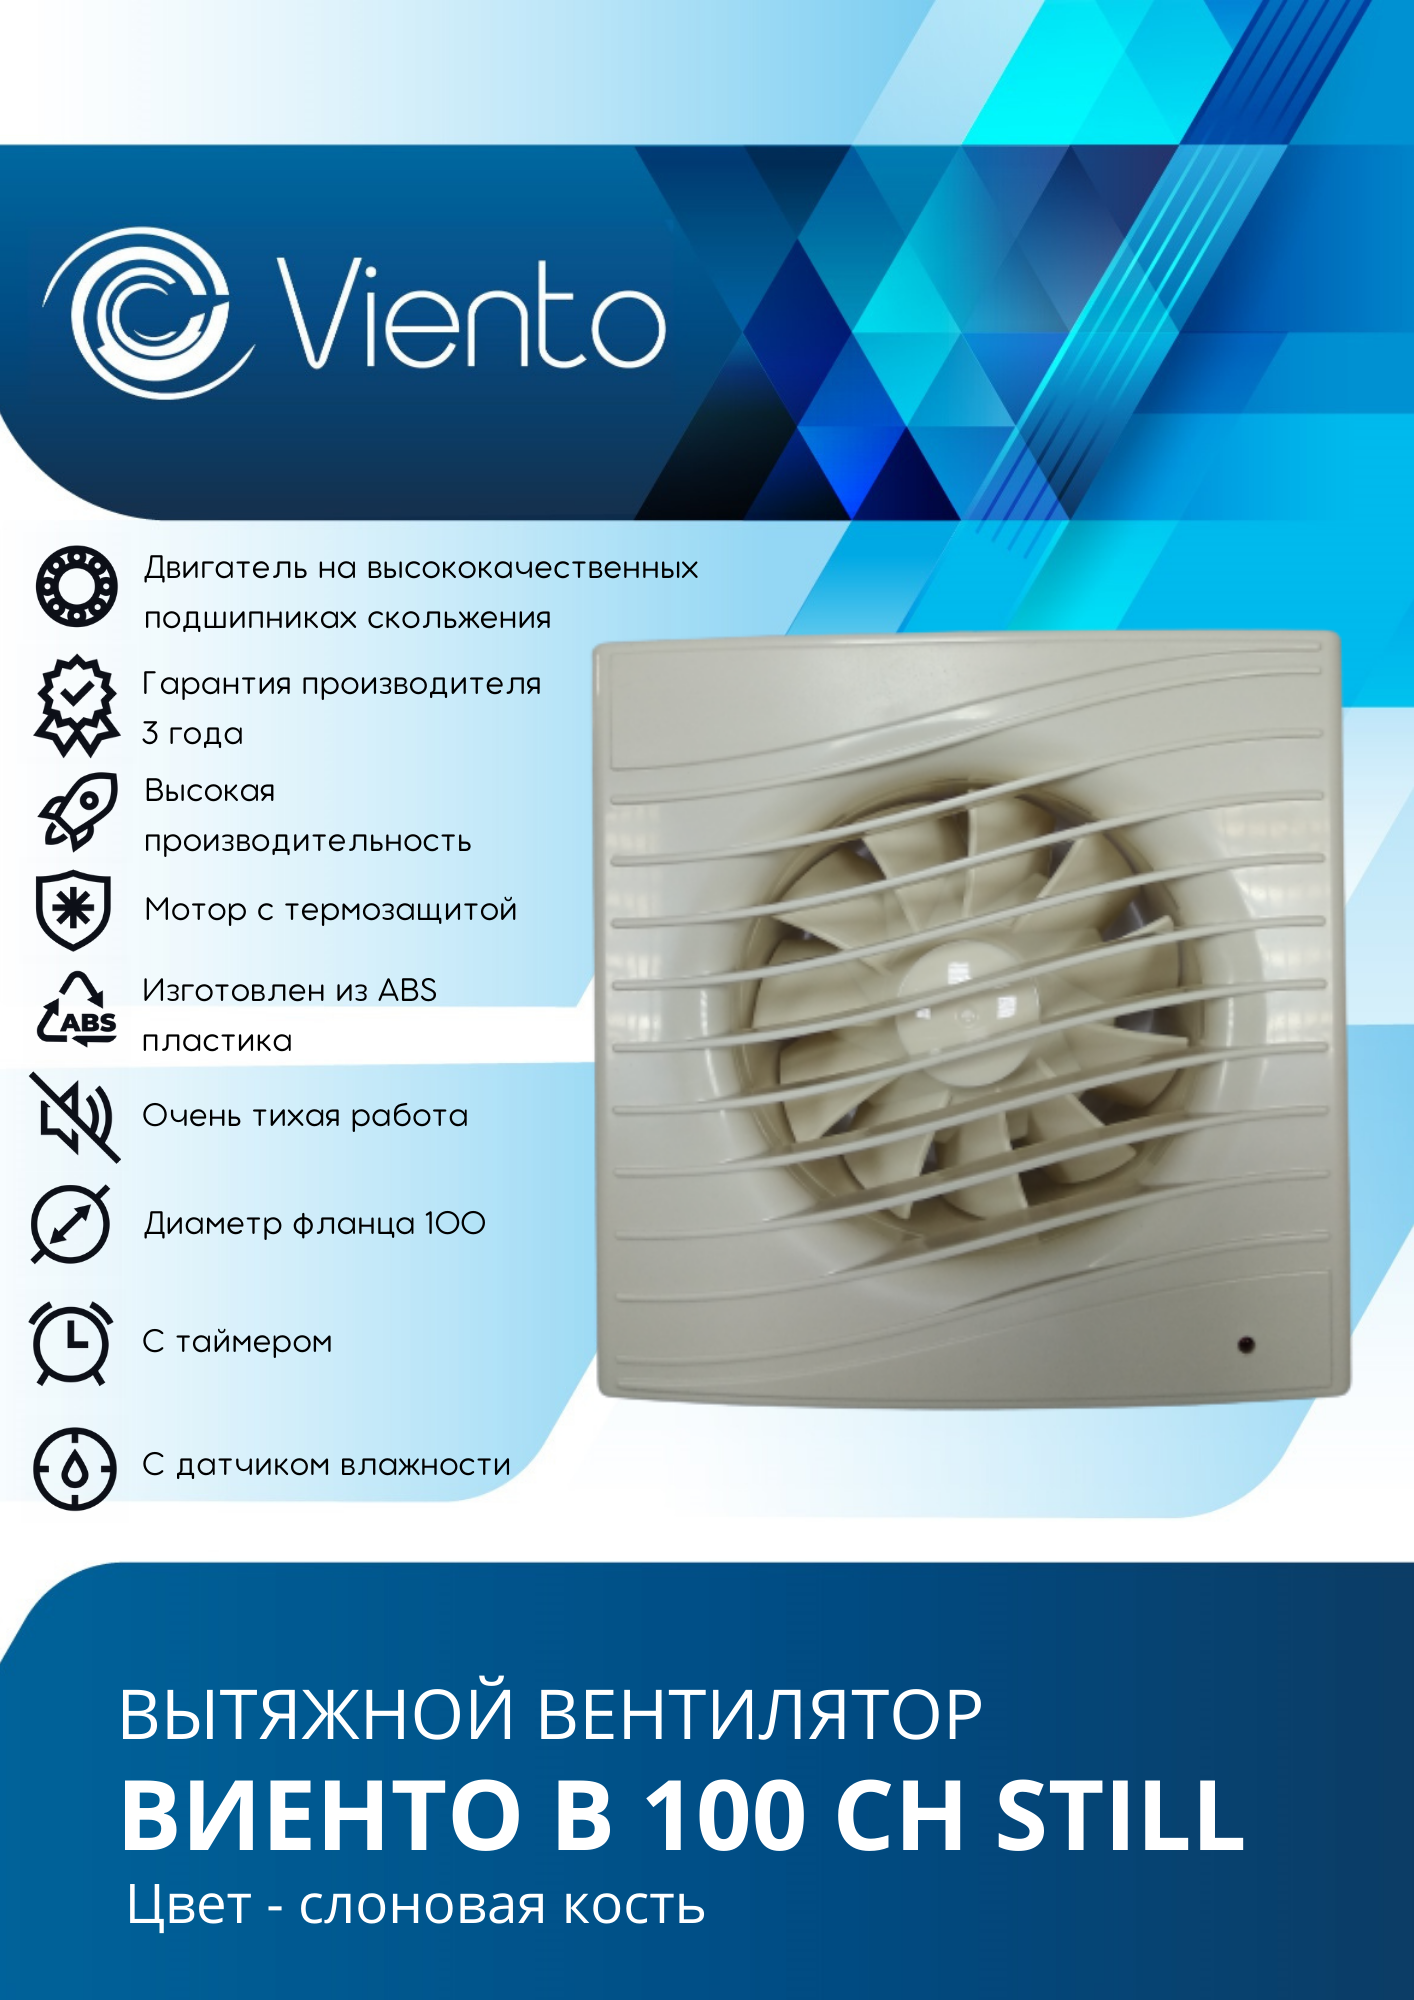 Viento
Двигатель на высококачественных
подшипниках скольжения
Гарантия производителя
3 года
Высокая
производительность
Мотор с термозащитой
Изготовлен из ABS
пластика
ABS
Очень тихая работа
Диаметр фланца 100
С таймером
С датчиком влажности
ВЫТЯЖНОЙ ВЕНТИЛЯТОР
ВИЕНТО В 100 СН STILL
Цвет - слоновая кость